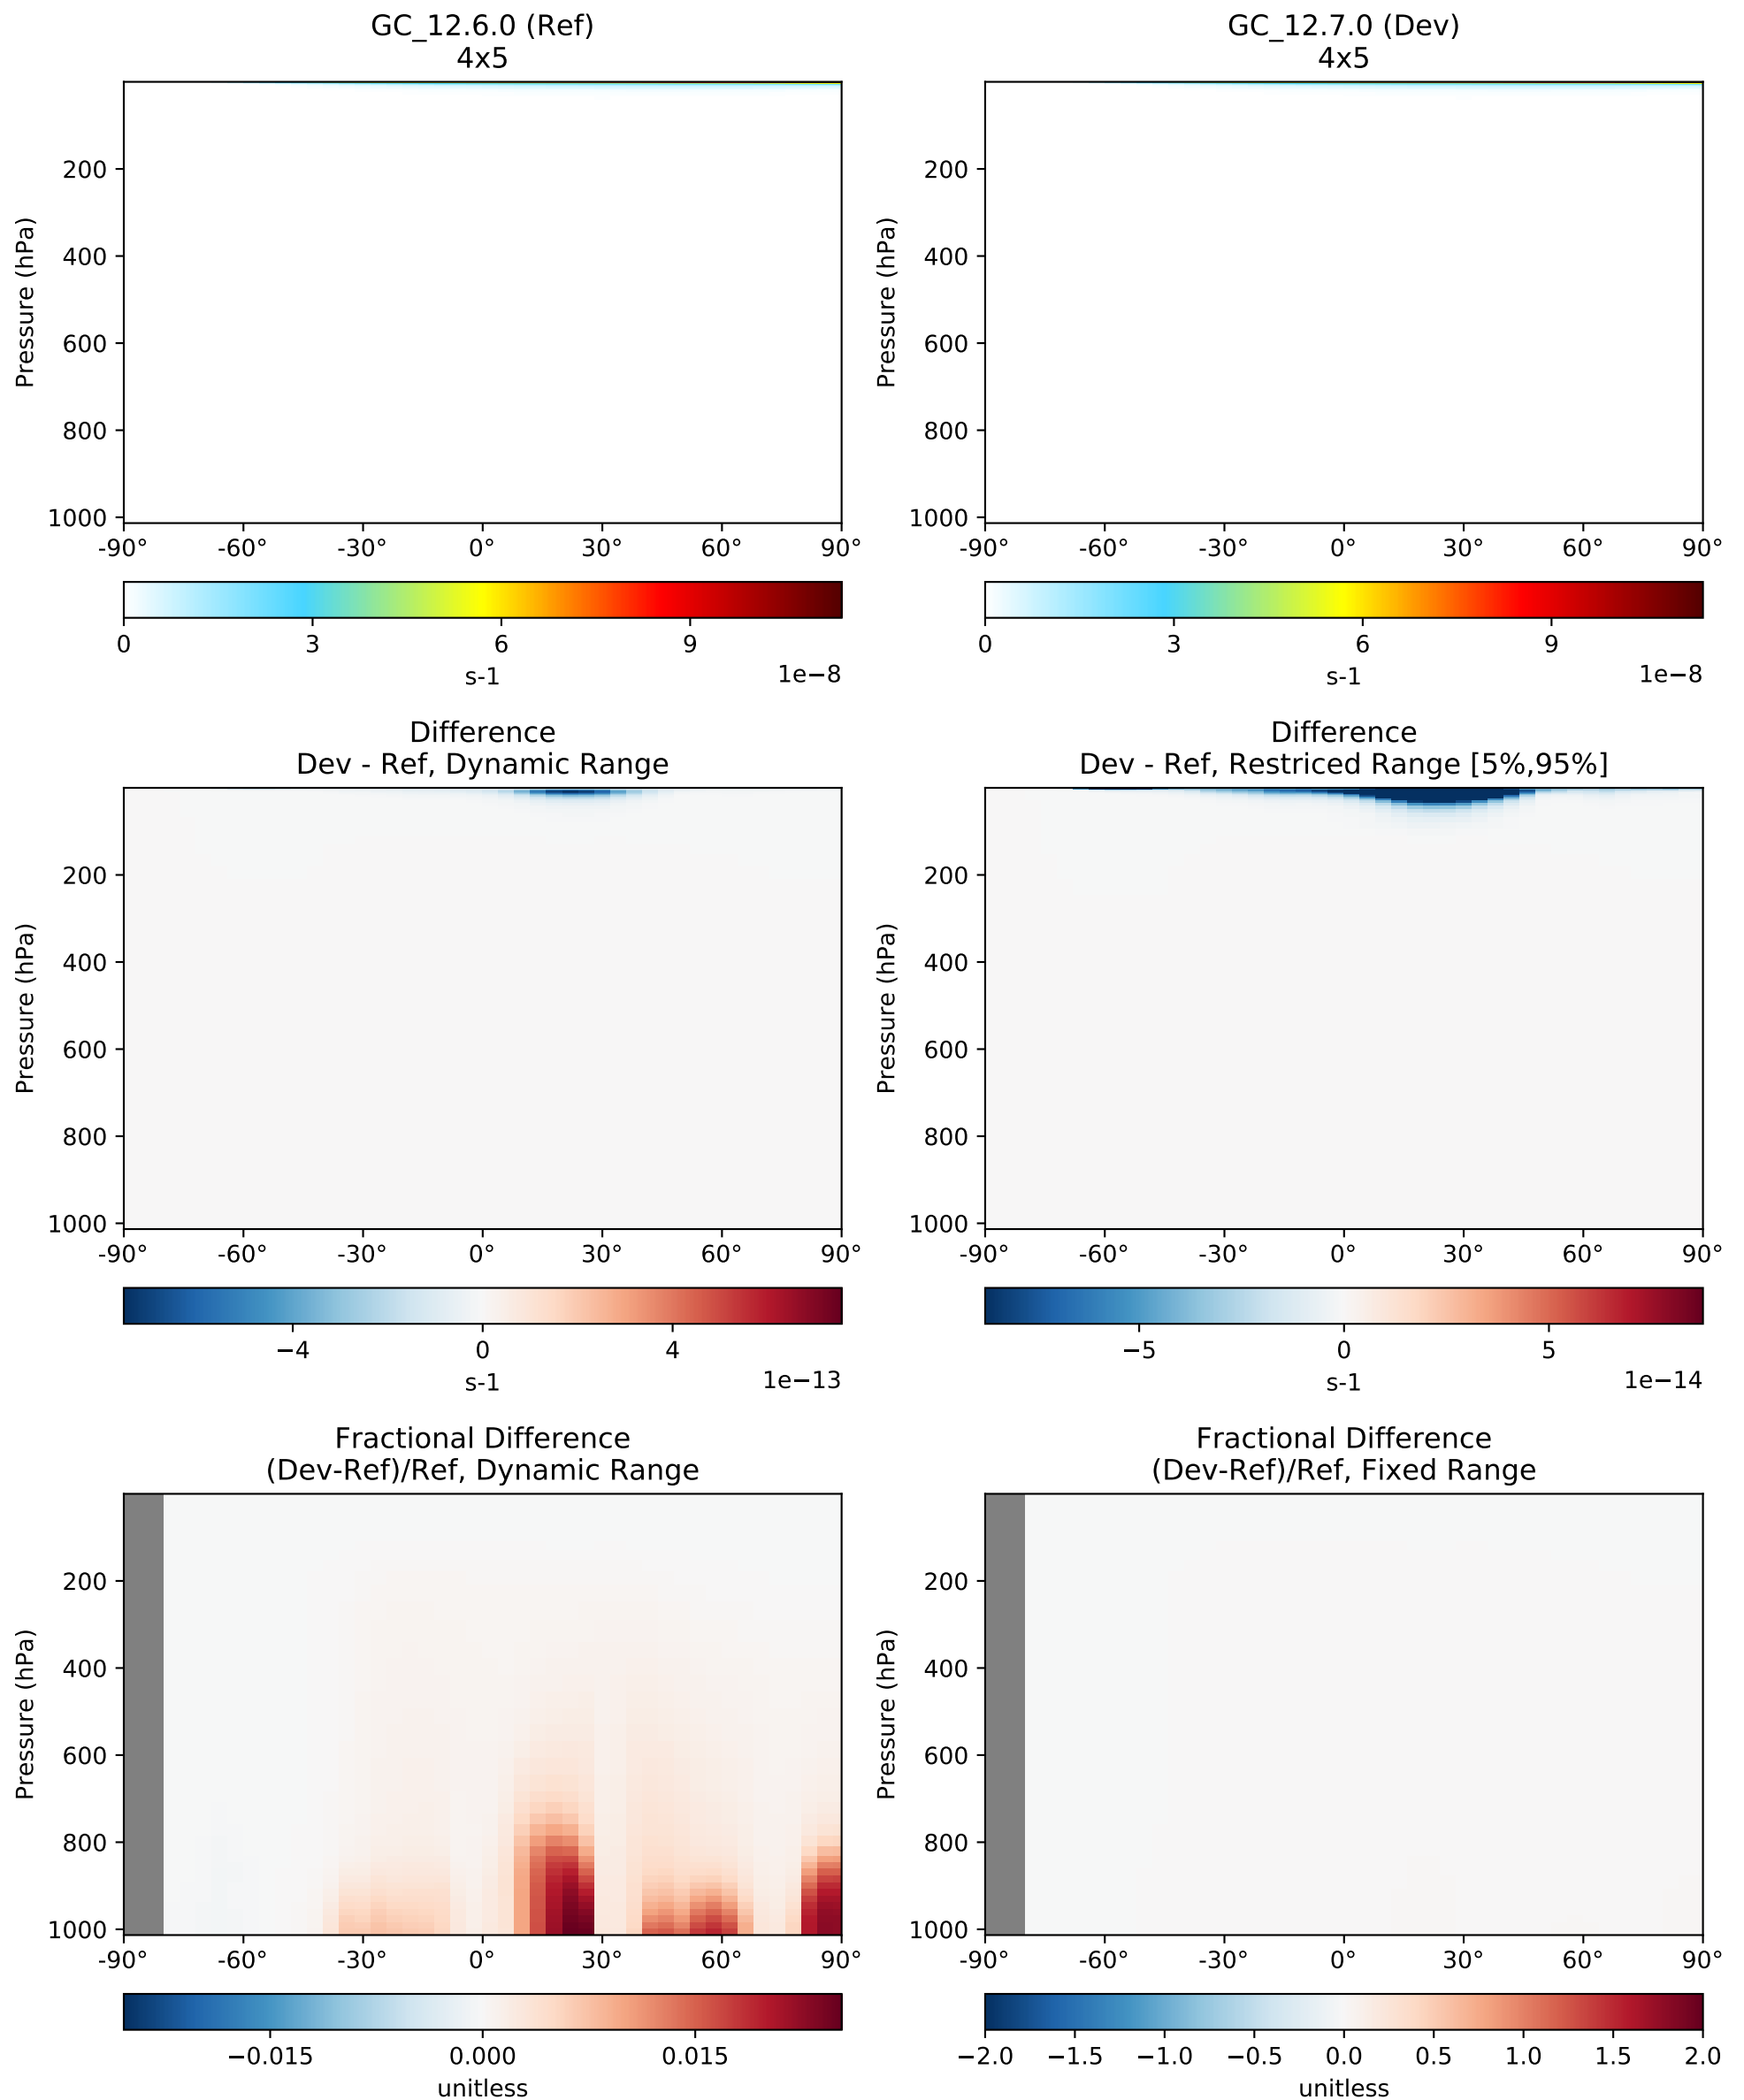 GC_12.6.0 (Ref)
4x5
Pressure (hPa)
200
400
600
800
1000
-90° -60° -30° 0° 30° 60° 90°
0 3 6 9
s-1
1e−8
GC_12.7.0 (Dev)
4x5
Pressure (hPa)
200
400
600
800
1000
-90° -60° -30° 0° 30° 60° 90°
0 3 6 9
s-1
1e−8
Difference
Dev - Ref, Dynamic Range
Pressure (hPa)
200
400
600
800
1000
-90° -60° -30° 0° 30° 60° 90°
−4 0 4
s-1
1e−13
Difference
Dev - Ref, Restriced Range [5%,95%]
Pressure (hPa)
200
400
600
800
1000
-90° -60° -30° 0° 30° 60° 90°
−5 0 5
s-1
1e−14
Fractional Difference
(Dev-Ref)/Ref, Dynamic Range
Pressure (hPa)
200
400
600
800
1000
-90° -60° -30° 0° 30° 60° 90°
−0.015 0.000 0.015
unitless
Fractional Difference
(Dev-Ref)/Ref, Fixed Range
Pressure (hPa)
200
400
600
800
1000
-90° -60° -30° 0° 30° 60° 90°
−2.0 −1.5 −1.0 −0.5 0.0 0.5 1.0 1.5 2.0
unitless